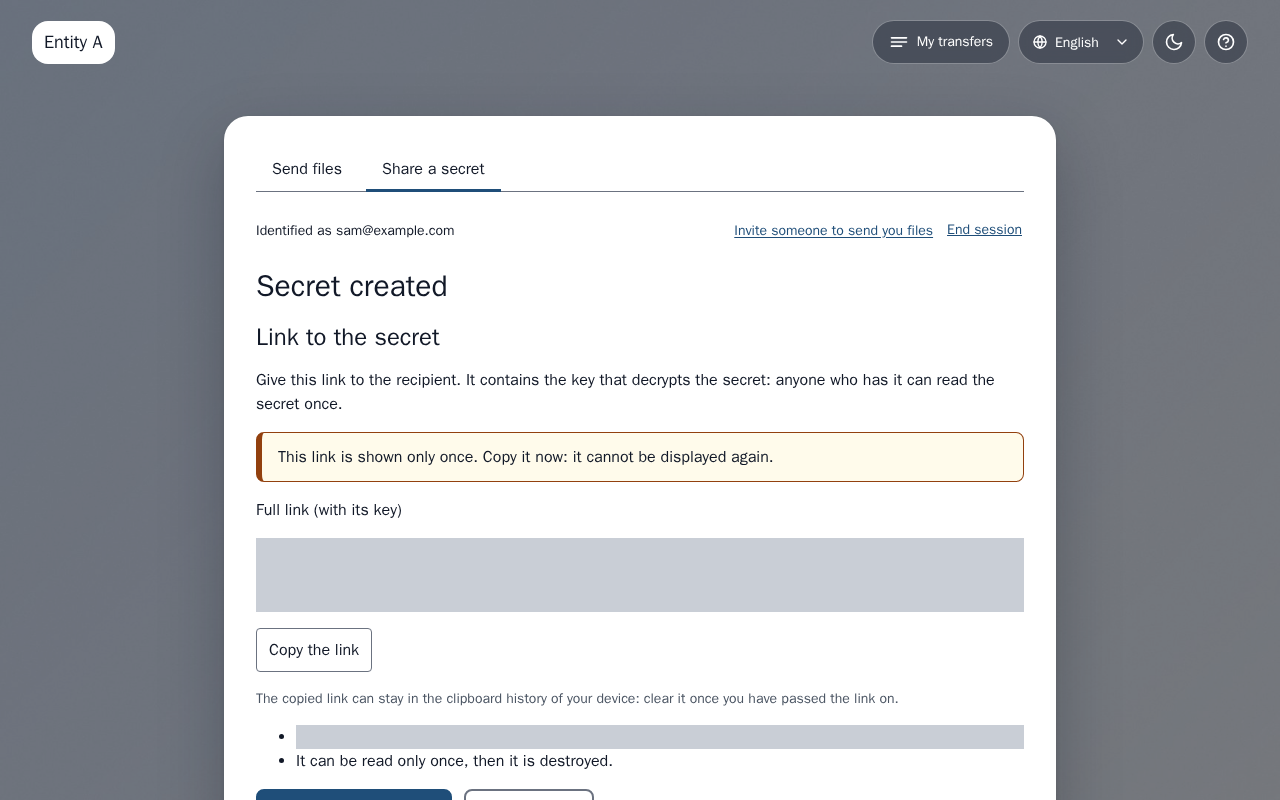 Entity A
My transfers
English
Send files
Share a secret
Identified as sam@example.com
Invite someone to send you files
End session
Secret created
Link to the secret
Give this link to the recipient. It contains the key that decrypts the secret: anyone who has it can read the
secret once.
This link is shown only once. Copy it now: it cannot be displayed again.
Full link (with its key)
Copy the link
The copied link can stay in the clipboard history of your device: clear it once you have passed the link on.
It can be read only once, then it is destroyed.